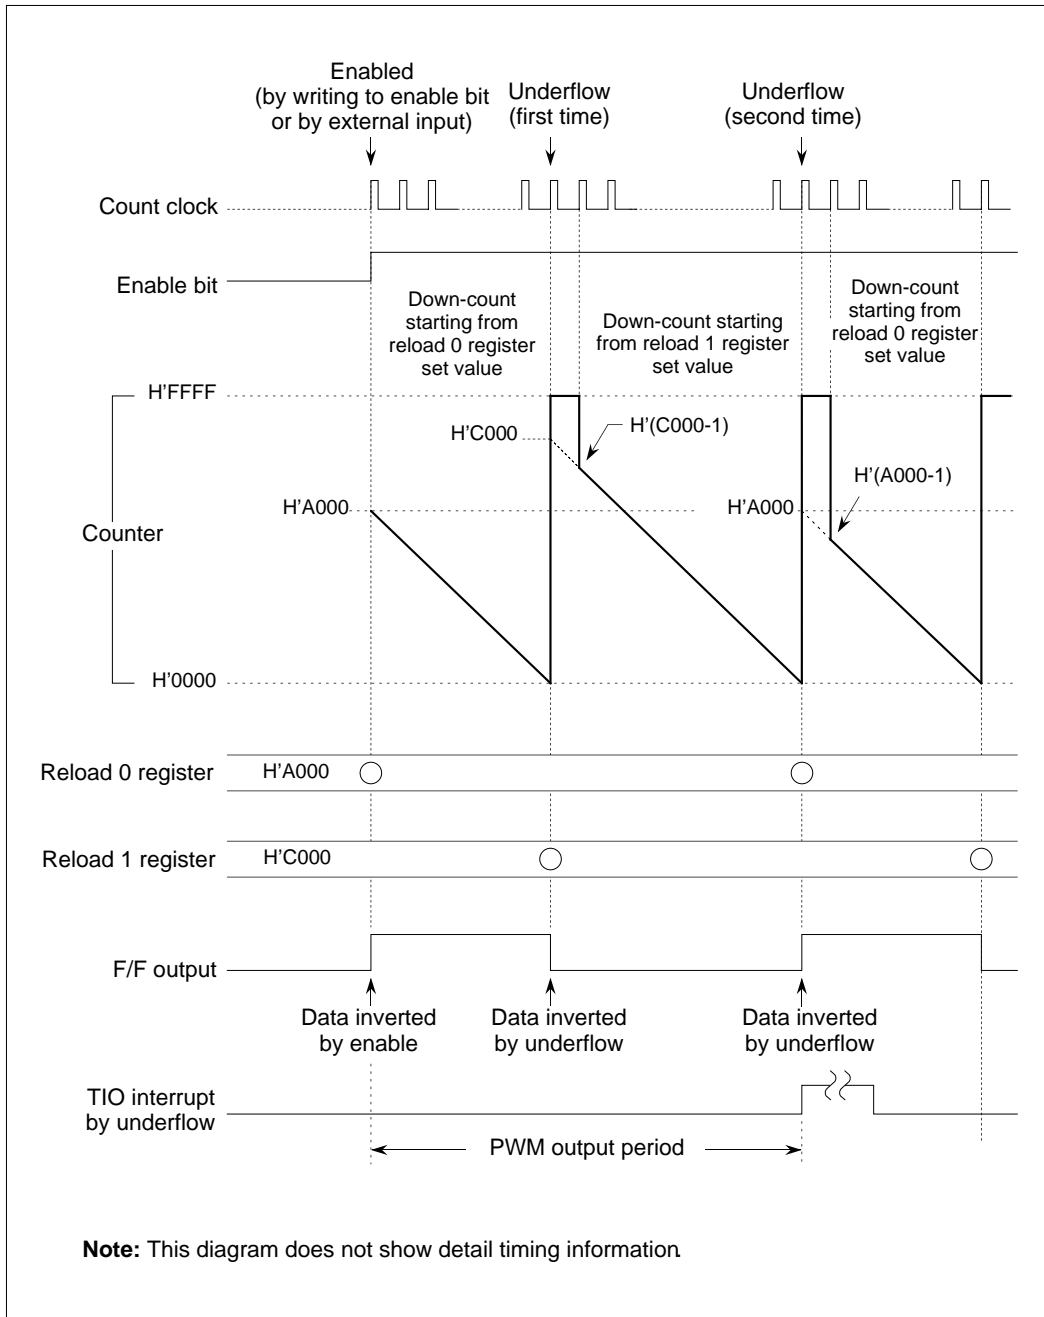 Enabled
(by writing to enable bit
or by external input)
Underflow
(first time)
Underflow
(second time)
Count clock
Enable bit
Down-count
starting from
reload 0 register
set value
Down-count starting
from reload 1 register
set value
Down-count
starting from
reload 0 register
set value
H'FFFF
H'C000
H'(C000-1)
H'A000
H'A000
H'(A000-1)
Counter
H'0000
Reload 0 register
H'A000
Reload 1 register
H'C000
F/F output
Data inverted
by enable
Data inverted
by underflow
Data inverted
by underflow
TIO interrupt
by underflow
PWM output period
Note: This diagram does not show detail timing information.